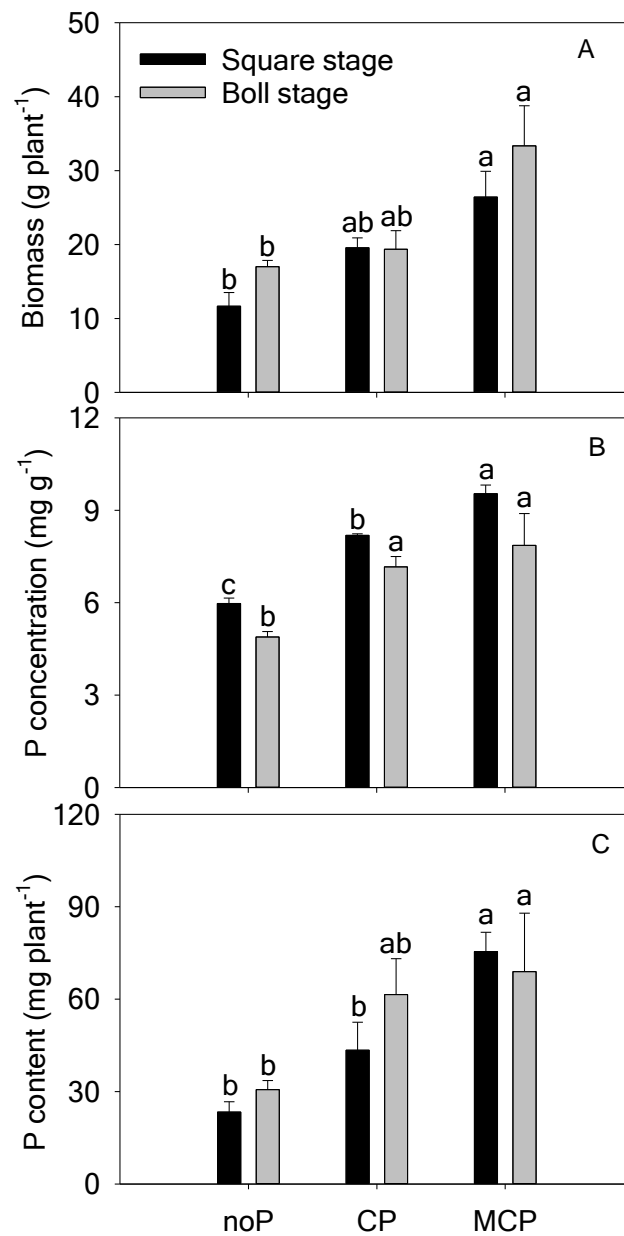 50
A
Square stage
Boll stage
40
30
20
10
0
Biomass (g plant-1)
b
b
ab
ab
a
a
12
B
9
6
3
0
P concentration (mg g-1)
c
b
b
a
a
a
120
C
90
60
30
0
P content (mg plant-1)
b
b
b
ab
a
a
noP CP MCP